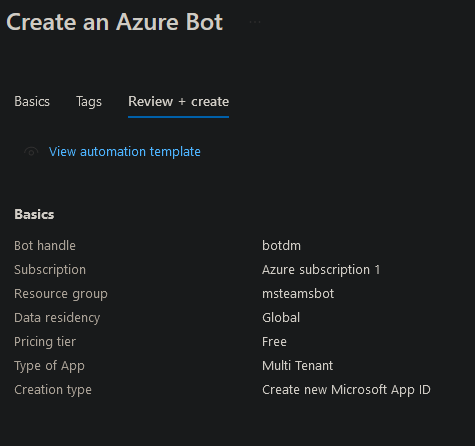 Create an Azure Bot ...
Basics Tags Review + create
View automation template
Basics
Bot handle botdm
Subscription Azure subscription 1
Resource group msteamsbot
Data residency Global
Pricing tier Free
Type of App Multi Tenant
Creation type Create new Microsoft App ID